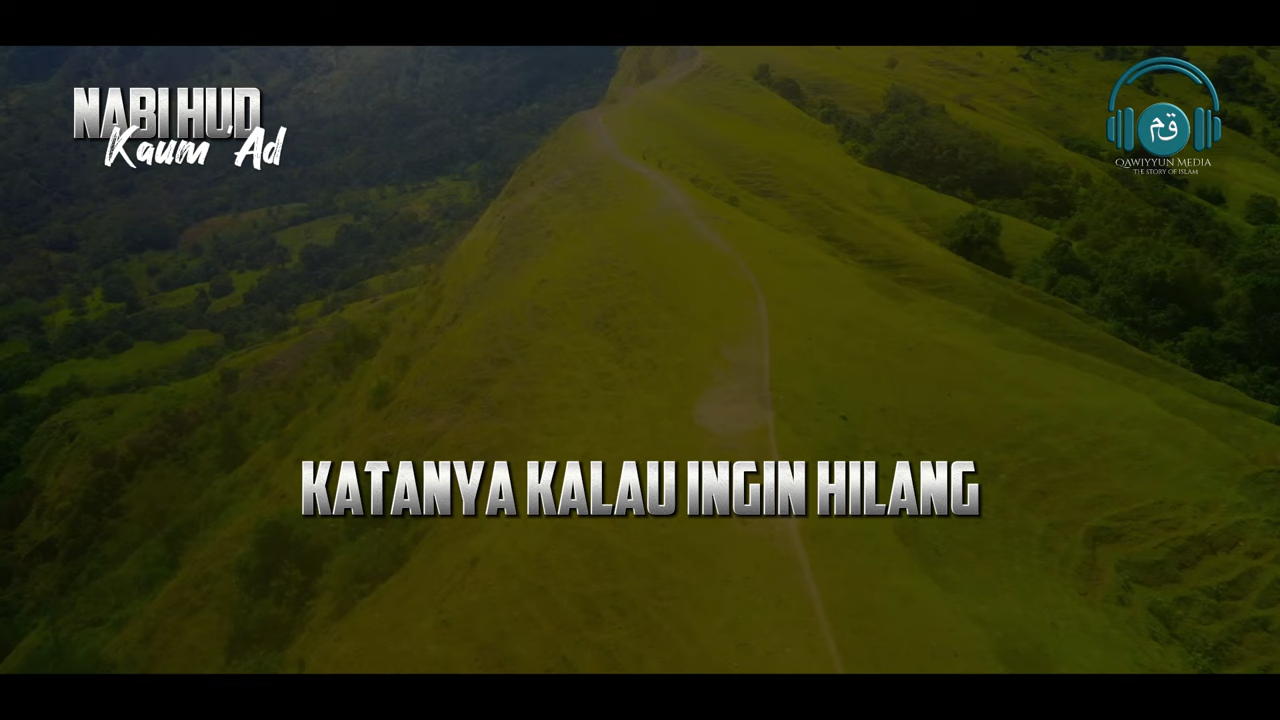 NABI HUD
Kaum 'Ad
قم
QAWIYYUN MEDIA
THE STORY OF ISLAM
KATANYA KALAU INGIN HILANG